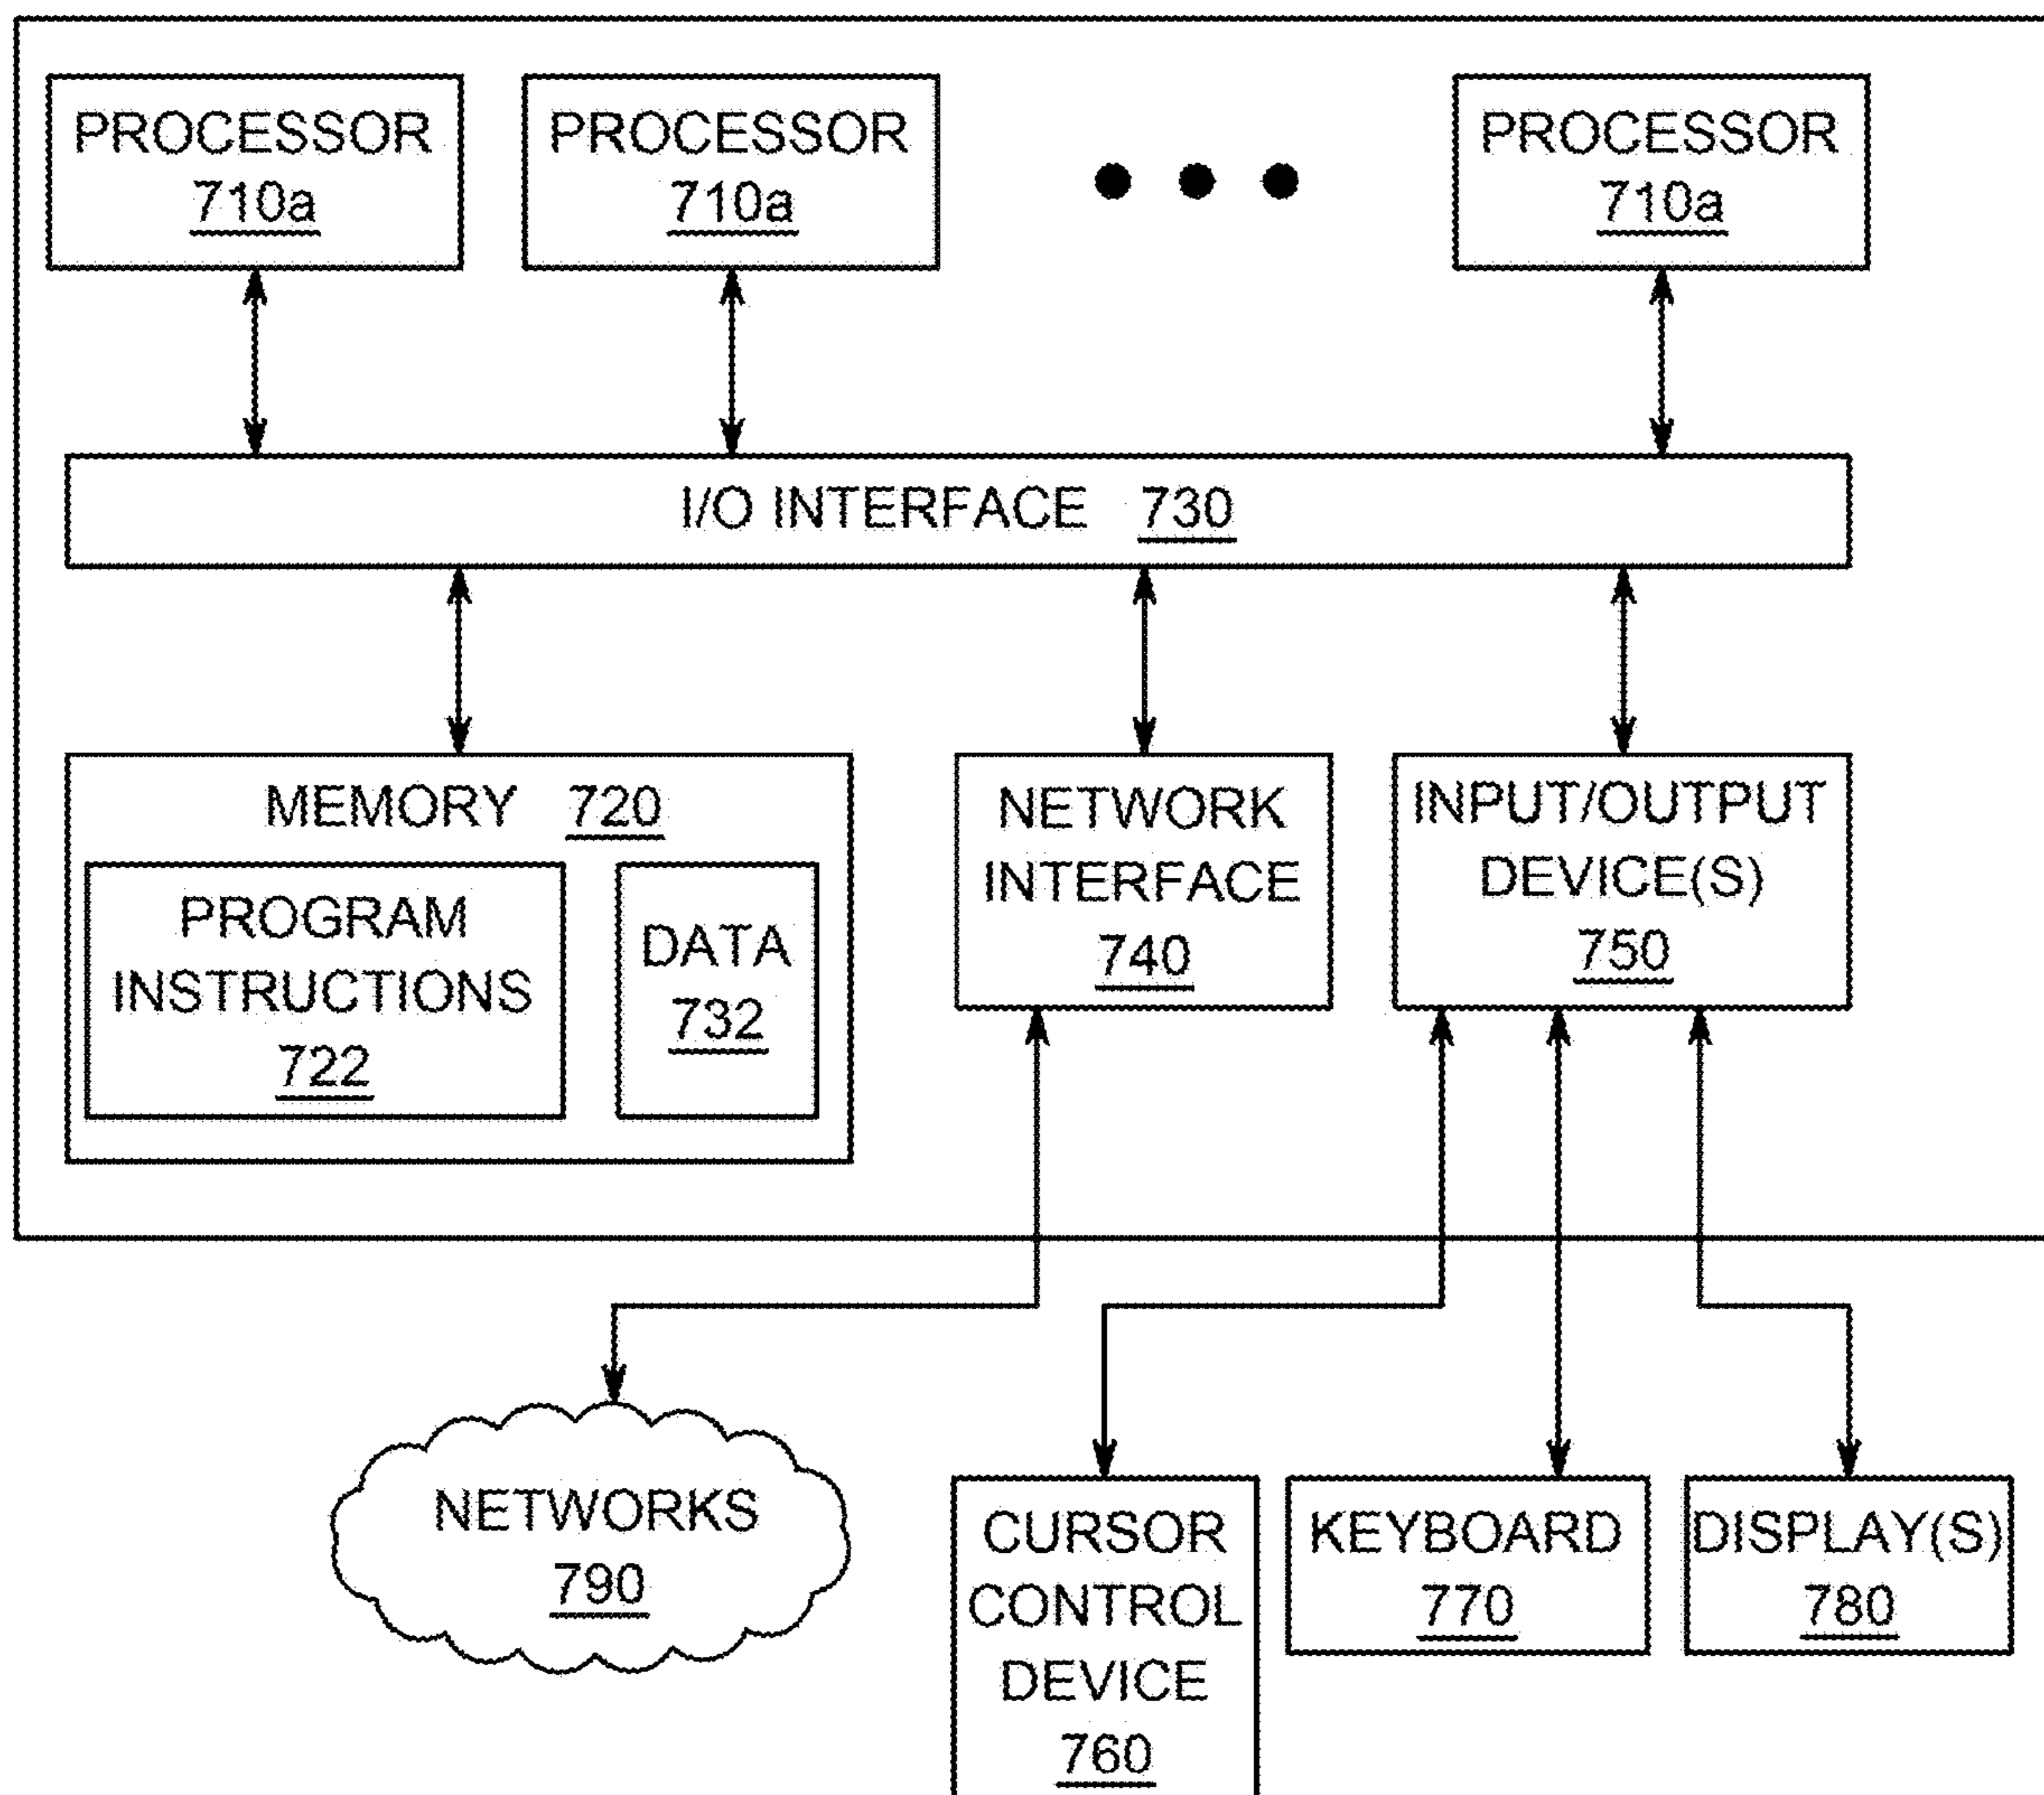 PROCESSOR
710a
PROCESSOR
710a
PROCESSOR
710a
I/O INTERFACE 730
MEMORY 720
PROGRAM
INSTRUCTIONS
722
DATA
732
NETWORK
INTERFACE
740
INPUT/OUTPUT
DEVICE(S)
750
NETWORKS
790
CURSOR
CONTROL
DEVICE
760
KEYBOARD
770
DISPLAY(S)
780